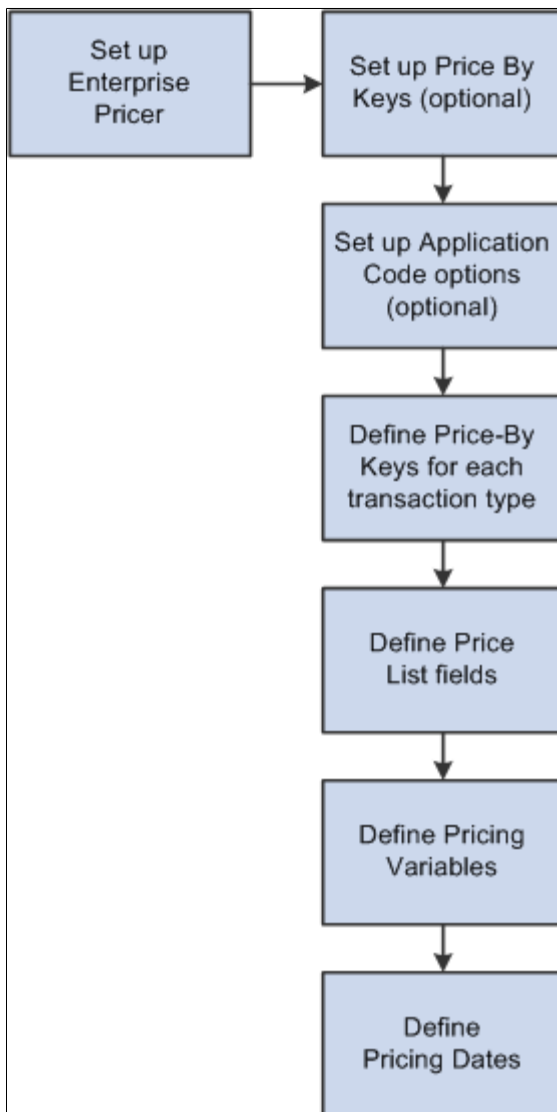 Set up
Enterprise
Pricer
Set up Price By
Keys (optional)
Set up Application
Code options
(optional)
Define Price-By
Keys for each
transaction type
Define Price
List fields
Define Pricing
Variables
Define
Pricing Dates